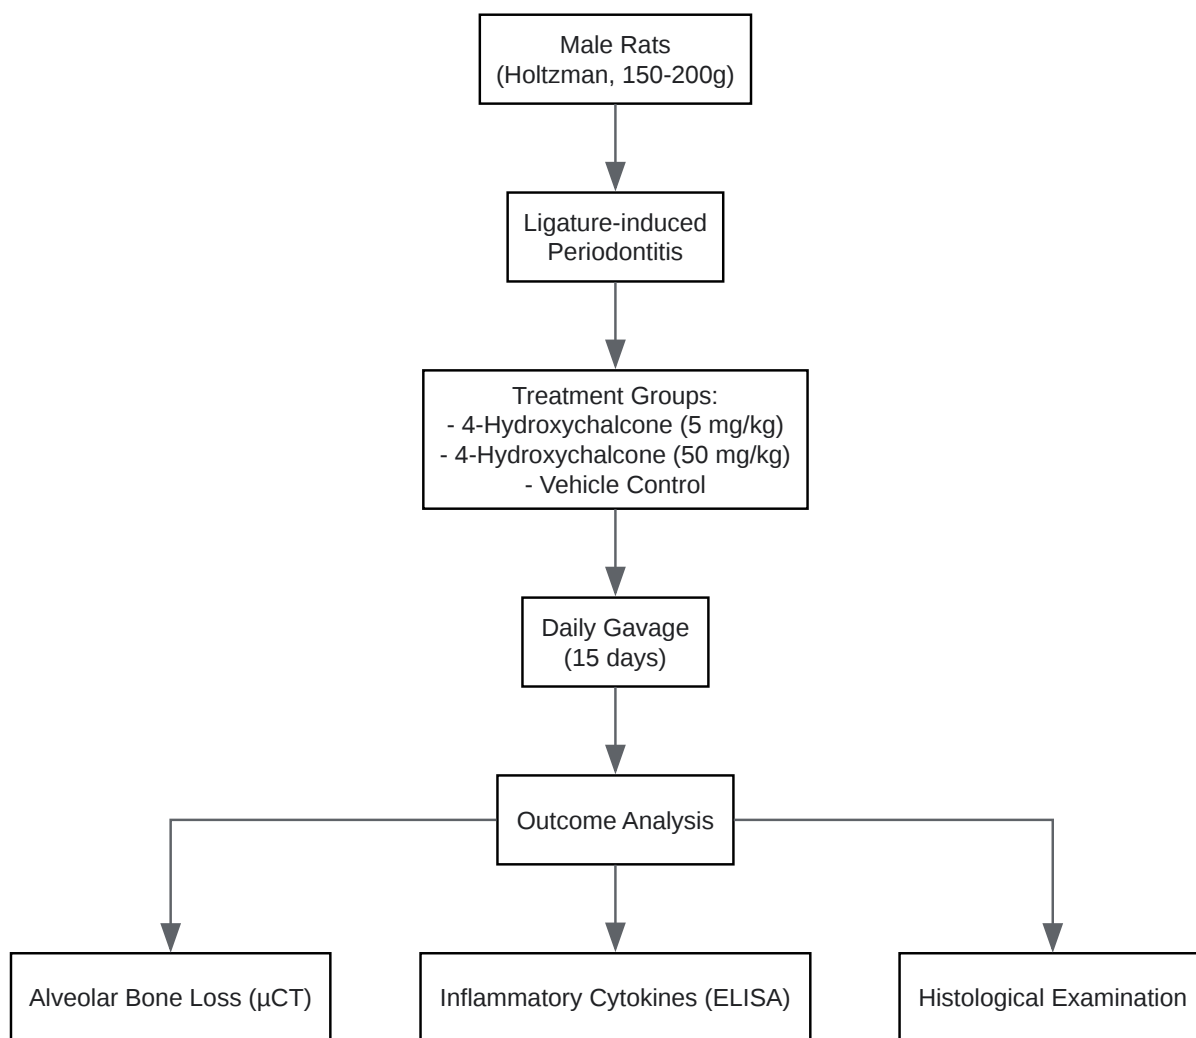 Male Rats
(Holtzman, 150-200g)
Ligature-induced
Periodontitis
Treatment Groups:
- 4-Hydroxychalcone (5 mg/kg)
- 4-Hydroxychalcone (50 mg/kg)
- Vehicle Control
Daily Gavage
(15 days)
Outcome Analysis
Alveolar Bone Loss (µCT)
Inflammatory Cytokines (ELISA)
Histological Examination